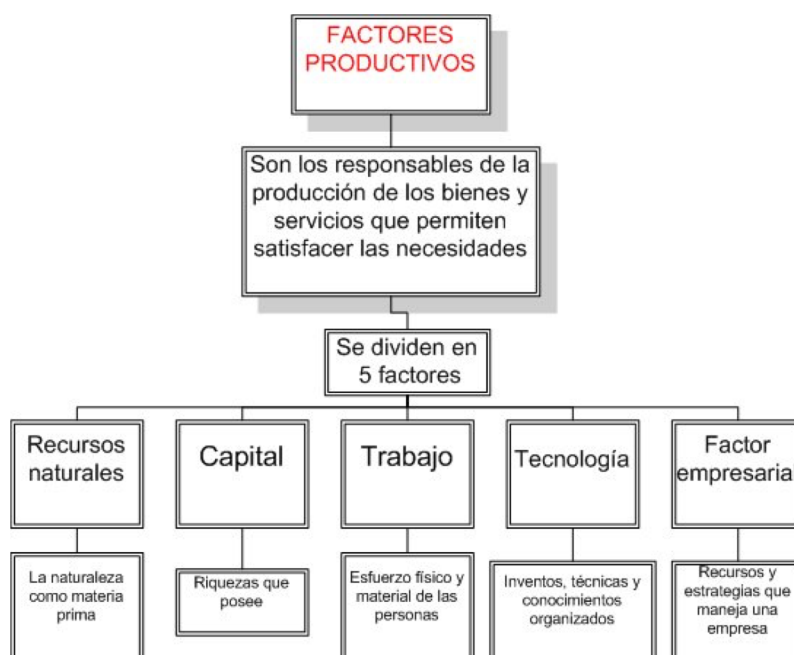 FACTORES
PRODUCTIVOS
Son los responsables de la
producción de los bienes y
servicios que permiten
satisfacer las necesidades
Se dividen en
5 factores
Recursos
naturales
Capital
Trabajo
Tecnología
Factor
empresarial
La naturaleza
como materia
prima
Riquezas que
posee
Esfuerzo físico y
material de las
personas
Inventos, técnicas y
conocimientos
organizados
Recursos y
estrategias que
maneja una
empresa